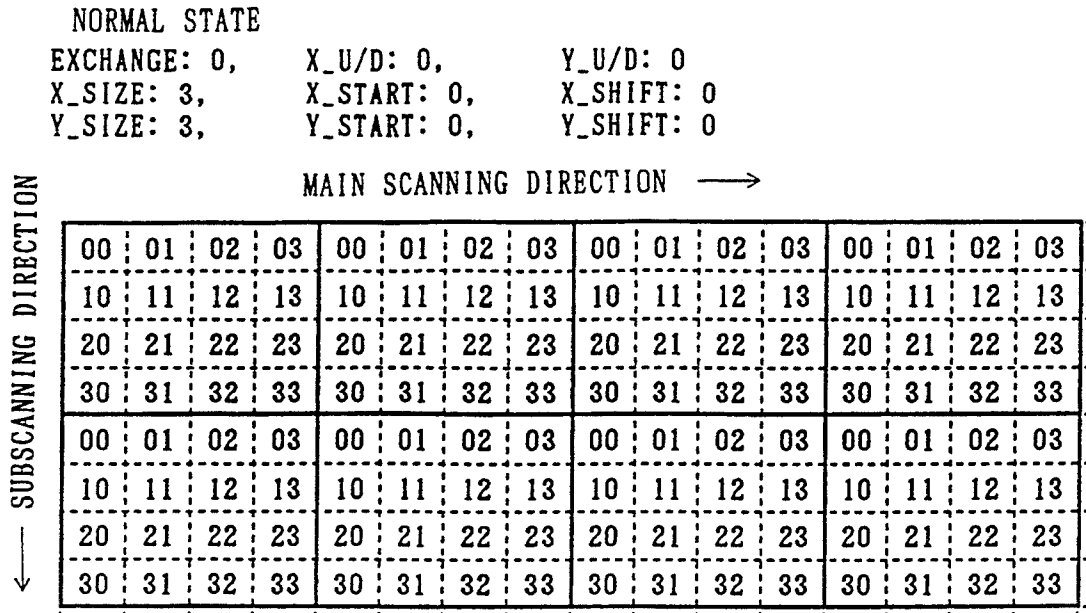 NORMAL STATE
EXCHANGE: 0, X_U/D: 0, Y_U/D: 0
X_SIZE: 3, X_START: 0, X_SHIFT: 0
Y_SIZE: 3, Y_START: 0, Y_SHIFT: 0
MAIN SCANNING DIRECTION
SUBSCANNING DIRECTION
00 01 02 03 00 01 02 03 00 01 02 03 00 01 02 03
10 11 12 13 10 11 12 13 10 11 12 13 10 11 12 13
20 21 22 23 20 21 22 23 20 21 22 23 20 21 22 23
30 31 32 33 30 31 32 33 30 31 32 33 30 31 32 33
00 01 02 03 00 01 02 03 00 01 02 03 00 01 02 03
10 11 12 13 10 11 12 13 10 11 12 13 10 11 12 13
20 21 22 23 20 21 22 23 20 21 22 23 20 21 22 23
30 31 32 33 30 31 32 33 30 31 32 33 30 31 32 33